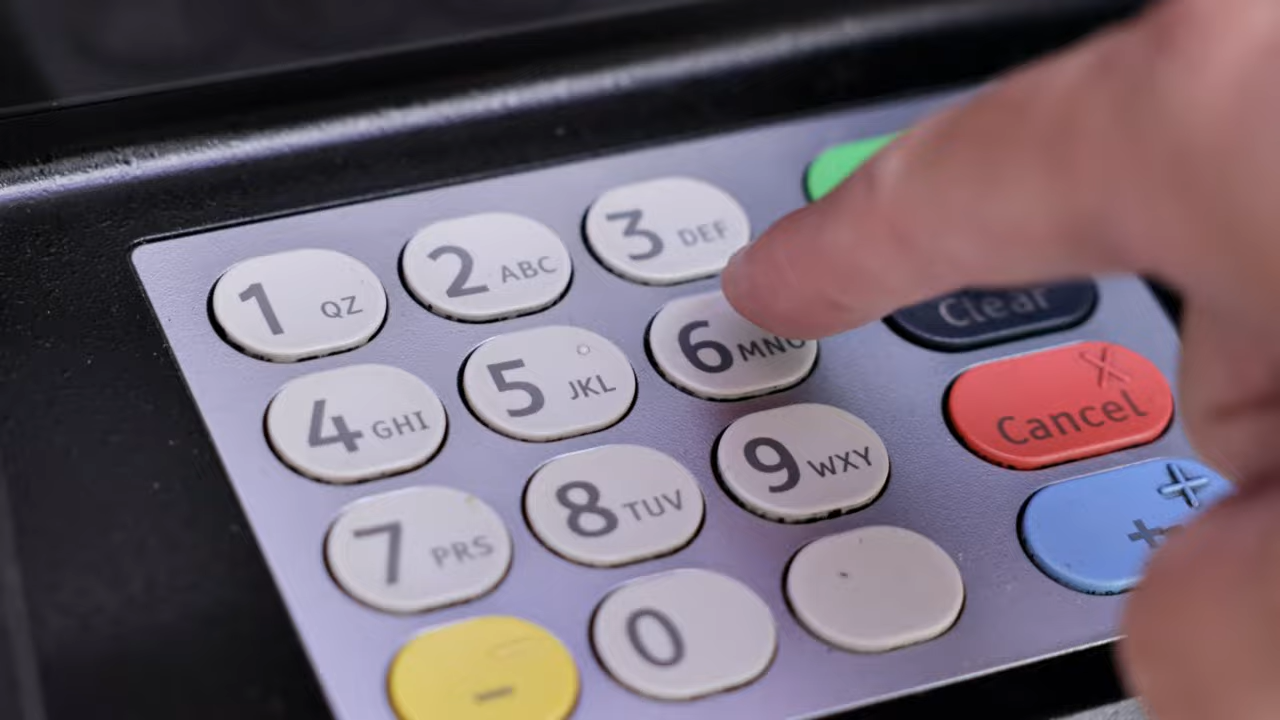 1 QZ
2 ABC
3 DEF
4 GHI
5 JKL
6 MNO
Clear
7 PRS
8 TUV
9 WXY
Cancel
-
0
+